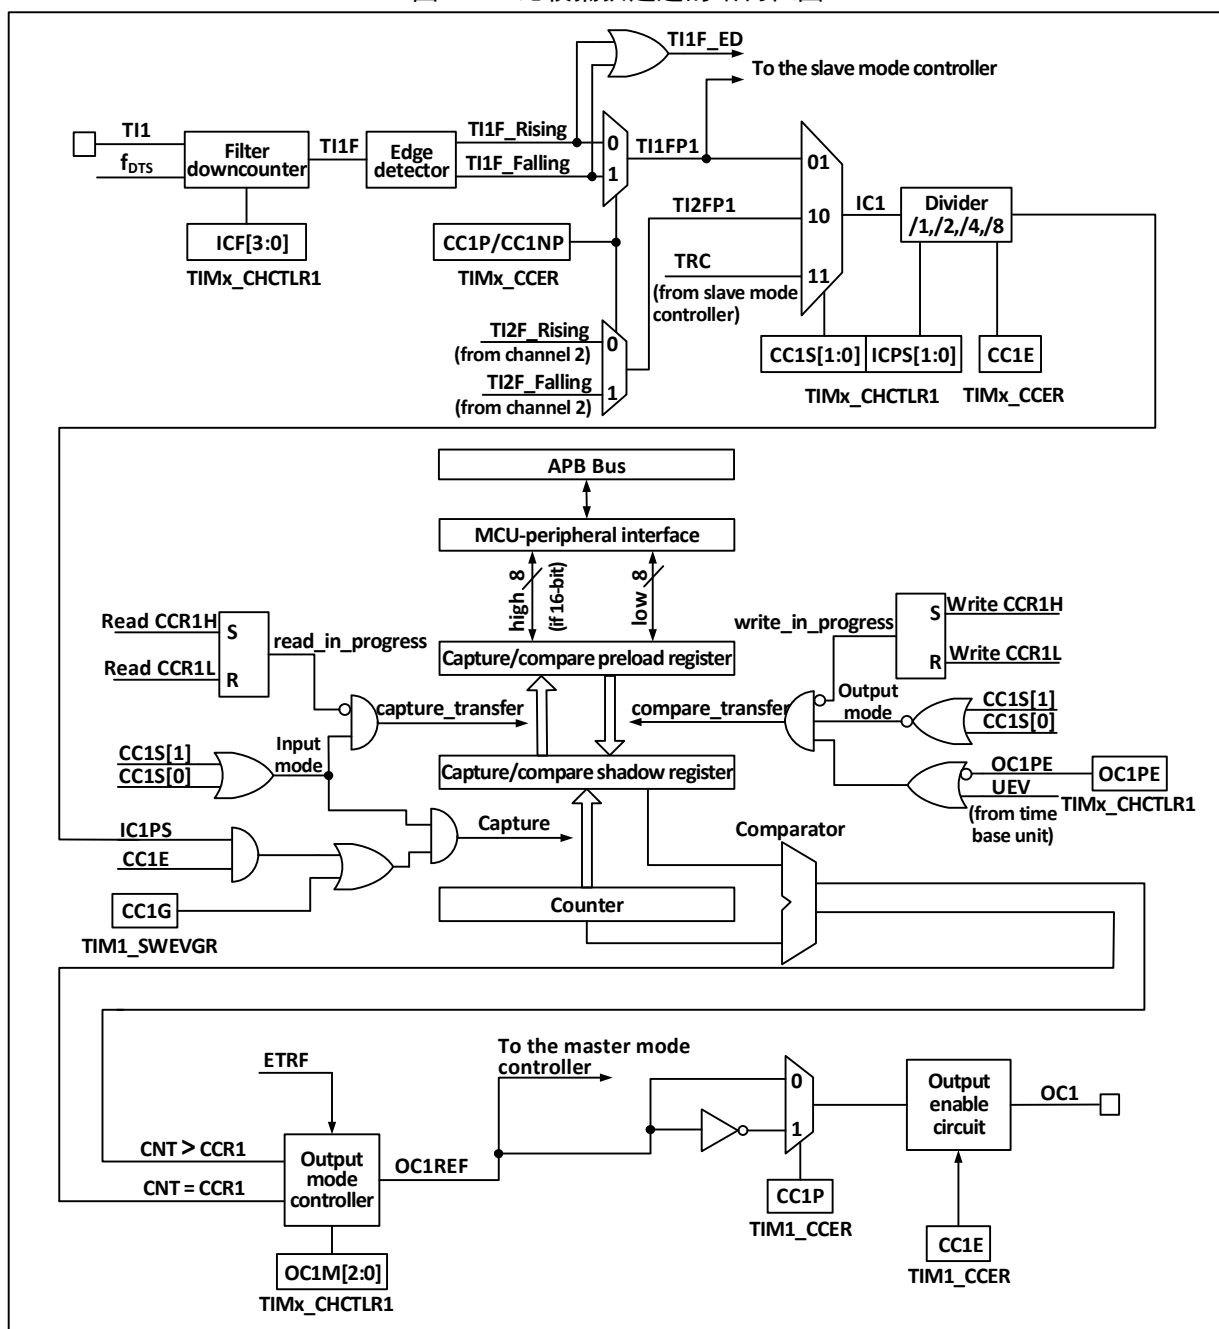 TI1F_ED
To the slave mode controller
TI1
f_DTS
Filter
downcounter
TI1F
Edge
detector
TI1F_Rising
TI1F_Falling
0
1
TI1FP1
01
10
11
IC1
Divider
/1,/2,/4,/8
TI2FP1
TRC
(from slave mode
controller)
ICF[3:0]
TIMx_CHCTLR1
CC1P/CC1NP
TIMx_CCER
TI2F_Rising
(from channel 2)
TI2F_Falling
(from channel 2)
0
1
CC1S[1:0]
ICPS[1:0]
CC1E
TIMx_CHCTLR1
TIMx_CCER
APB Bus
MCU-peripheral interface
high
8
(if 16-bit)
low
8
Read CCR1H
Read CCR1L
S
R
read_in_progress
Capture/compare preload register
write_in_progress
S
R
Write CCR1H
Write CCR1L
capture_transfer
compare_transfer
Output
mode
CC1S[1]
CC1S[0]
CC1S[1]
CC1S[0]
Input
mode
Capture/compare shadow register
OC1PE
UEV
(from time
base unit)
OC1PE
TIMx_CHCTLR1
IC1PS
CC1E
Capture
Comparator
CC1G
TIM1_SWEVGR
Counter
ETRF
To the master mode
controller
CNT > CCR1
CNT = CCR1
Output
mode
controller
OC1REF
0
1
Output
enable
circuit
OC1
CC1P
TIM1_CCER
CC1E
TIM1_CCER
OC1M[2:0]
TIMx_CHCTLR1